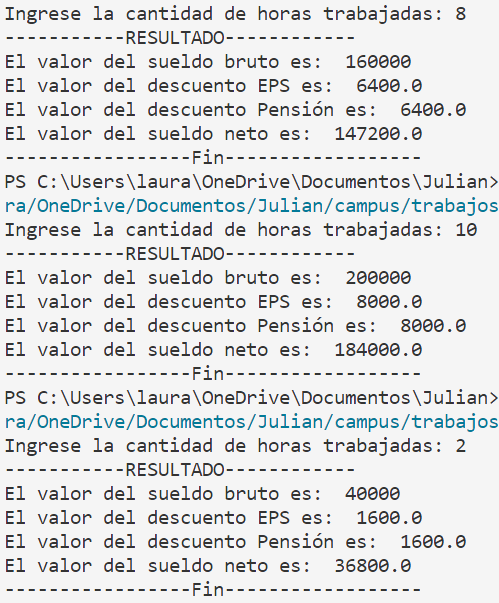 Ingrese la cantidad de horas trabajadas: 8
-----------RESULTADO------------
El valor del sueldo bruto es:  160000
El valor del descuento EPS es:  6400.0
El valor del descuento Pensión es:  6400.0
El valor del sueldo neto es:  147200.0
-----------------Fin------------------
PS C:\Users\laura\OneDrive\Documentos\Julian>
ra/OneDrive/Documentos/Julian/campus/trabajos
Ingrese la cantidad de horas trabajadas: 10
-----------RESULTADO------------
El valor del sueldo bruto es:  200000
El valor del descuento EPS es:  8000.0
El valor del descuento Pensión es:  8000.0
El valor del sueldo neto es:  184000.0
-----------------Fin------------------
PS C:\Users\laura\OneDrive\Documentos\Julian>
ra/OneDrive/Documentos/Julian/campus/trabajos
Ingrese la cantidad de horas trabajadas: 2
-----------RESULTADO------------
El valor del sueldo bruto es:  40000
El valor del descuento EPS es:  1600.0
El valor del descuento Pensión es:  1600.0
El valor del sueldo neto es:  36800.0
-----------------Fin------------------